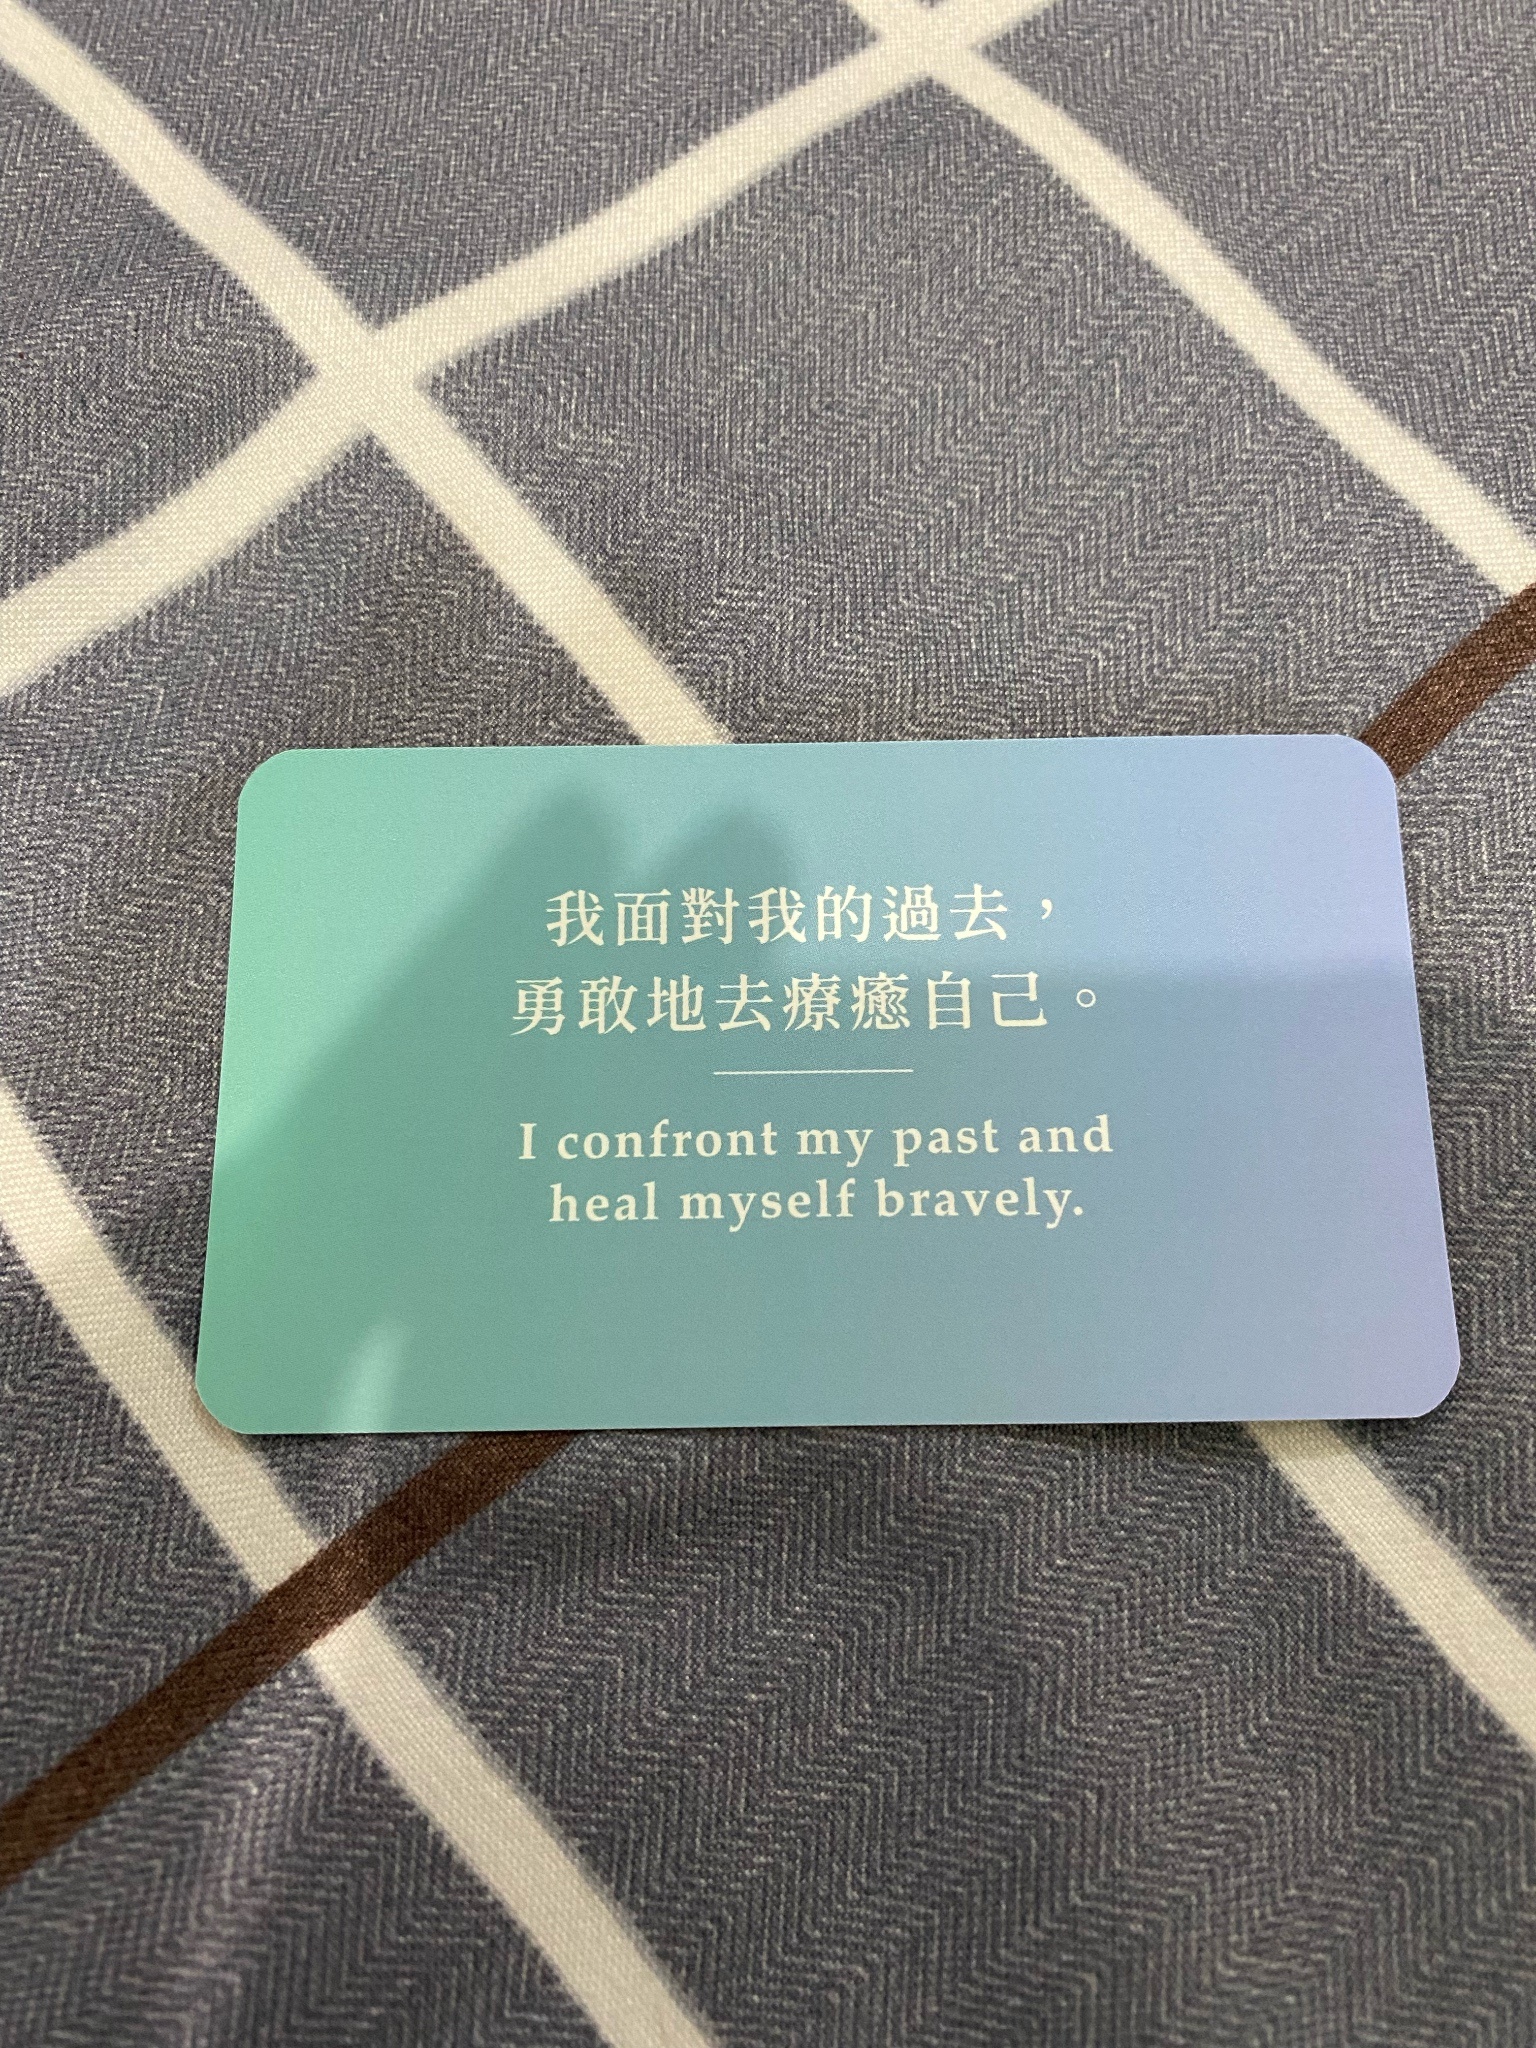 我面對我的過去，
勇敢地去療癒自己。
I confront my past and
heal myself bravely.